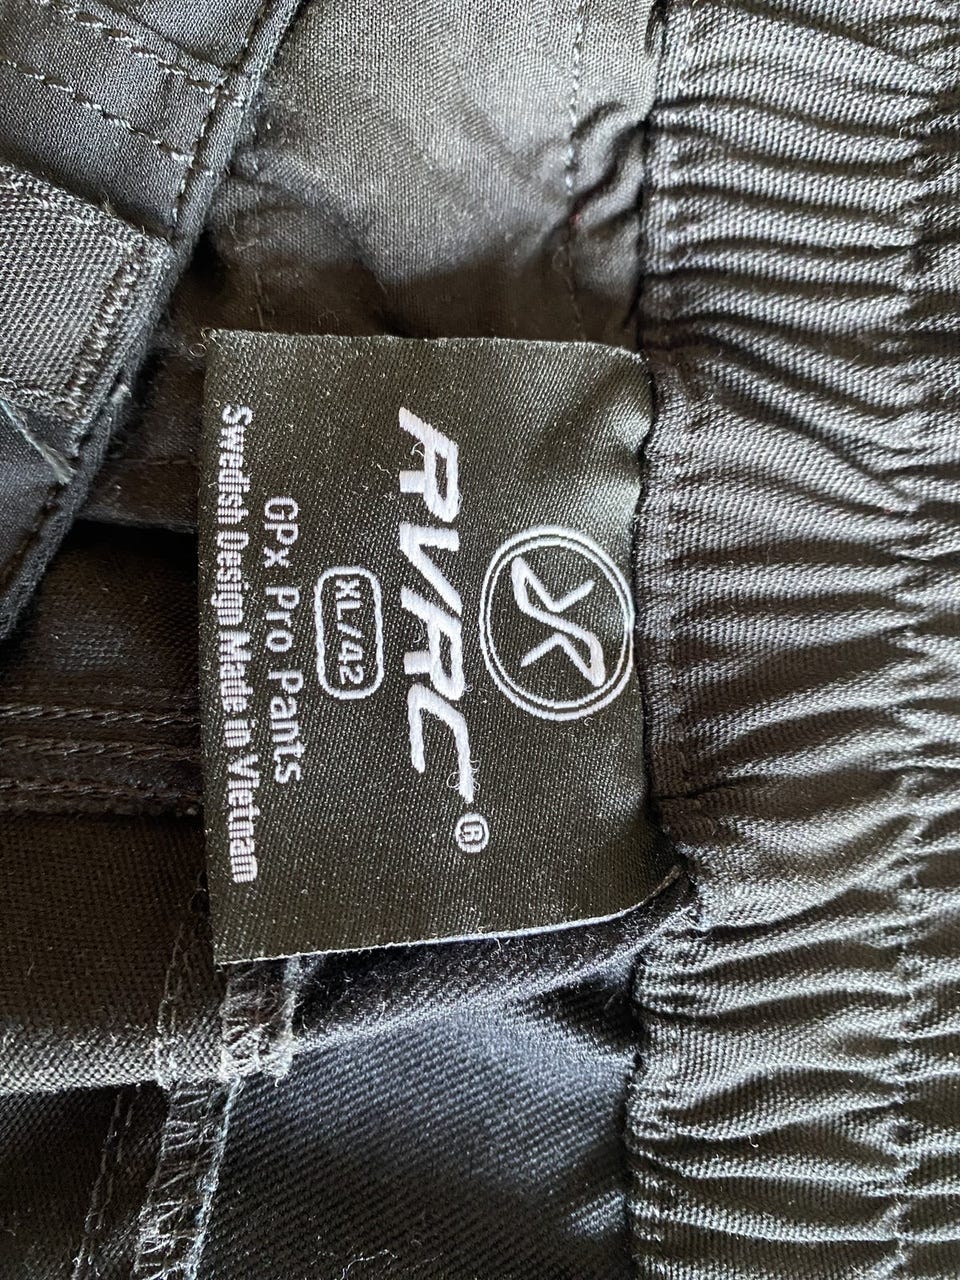 RVRC®
XL/42
GPx Pro Pants
Swedish Design Made in Vietnam